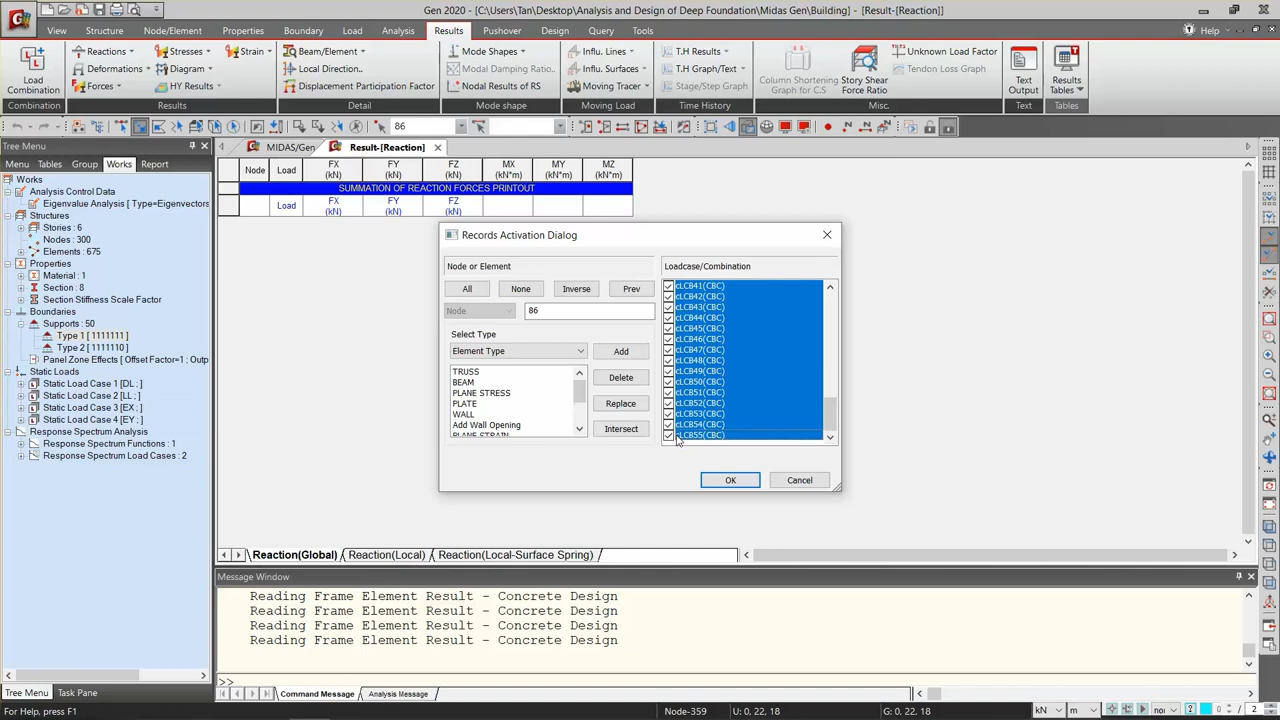 Gen 2020 - [C:\Users\Tan\Desktop\Analysis and Design of Deep Foundation\Midas Gen\Building] - [Result-[Reaction]]
View Structure Node/Element Properties Boundary Load Analysis Results Pushover Design Query Tools Help
Load Combination
Reactions
Deformations
Forces
Stresses
Diagram
HY Results
Strain
Beam/Element
Local Direction...
Displacement Participation Factor
Mode Shapes
Modal Damping Ratio...
Nodal Results of RS
Influ. Lines
Influ. Surfaces
Moving Tracer
T.H Results
T.H Graph/Text
Stage/Step Graph
Column Shortening Graph for C.S
Story Shear Force Ratio
Unknown Load Factor
Tendon Loss Graph
Text Output
Results Tables
Combination Results Detail Mode shape Moving Load Time History Misc. Text Tables
86
Tree Menu
Menu Tables Group Works Report
Works
Analysis Control Data
Eigenvalue Analysis [ Type=Eigenvectors
Structures
Stories : 6
Nodes : 300
Elements : 675
Properties
Material : 1
Section : 8
Section Stiffness Scale Factor
Boundaries
Supports : 50
Type 1 [ 1111111 ]
Type 2 [ 1111110 ]
Panel Zone Effects [ Offset Factor=1 ; Outp
Static Loads
Static Load Case 1 [DL ; ]
Static Load Case 2 [LL ; ]
Static Load Case 3 [EX ; ]
Static Load Case 4 [EY ; ]
Response Spectrum Analysis
Response Spectrum Functions : 1
Response Spectrum Load Cases : 2
Tree Menu Task Pane
MIDAS/Gen Result-[Reaction]
Node Load FX (kN) FY (kN) FZ (kN) MX (kN*m) MY (kN*m) MZ (kN*m)
SUMMATION OF REACTION FORCES PRINTOUT
Load FX (kN) FY (kN) FZ (kN)
Records Activation Dialog
Node or Element
All None Inverse Prev
Node 86
Select Type
Element Type
Add
Delete
Replace
Intersect
TRUSS
BEAM
PLANE STRESS
PLATE
WALL
Add Wall Opening
PLANE STRAIN
Loadcase/Combination
cLCB41(CBC)
cLCB42(CBC)
cLCB43(CBC)
cLCB44(CBC)
cLCB45(CBC)
cLCB46(CBC)
cLCB47(CBC)
cLCB48(CBC)
cLCB49(CBC)
cLCB50(CBC)
cLCB51(CBC)
cLCB52(CBC)
cLCB53(CBC)
cLCB54(CBC)
cLCB55(CBC)
OK Cancel
Reaction(Global) Reaction(Local) Reaction(Local-Surface Spring)
Message Window
Reading Frame Element Result - Concrete Design
Reading Frame Element Result - Concrete Design
Reading Frame Element Result - Concrete Design
Reading Frame Element Result - Concrete Design
>>
Command Message Analysis Message
For Help, press F1
Node-359 U: 0, 22, 18 G: 0, 22, 18 kN m non 0 / 2